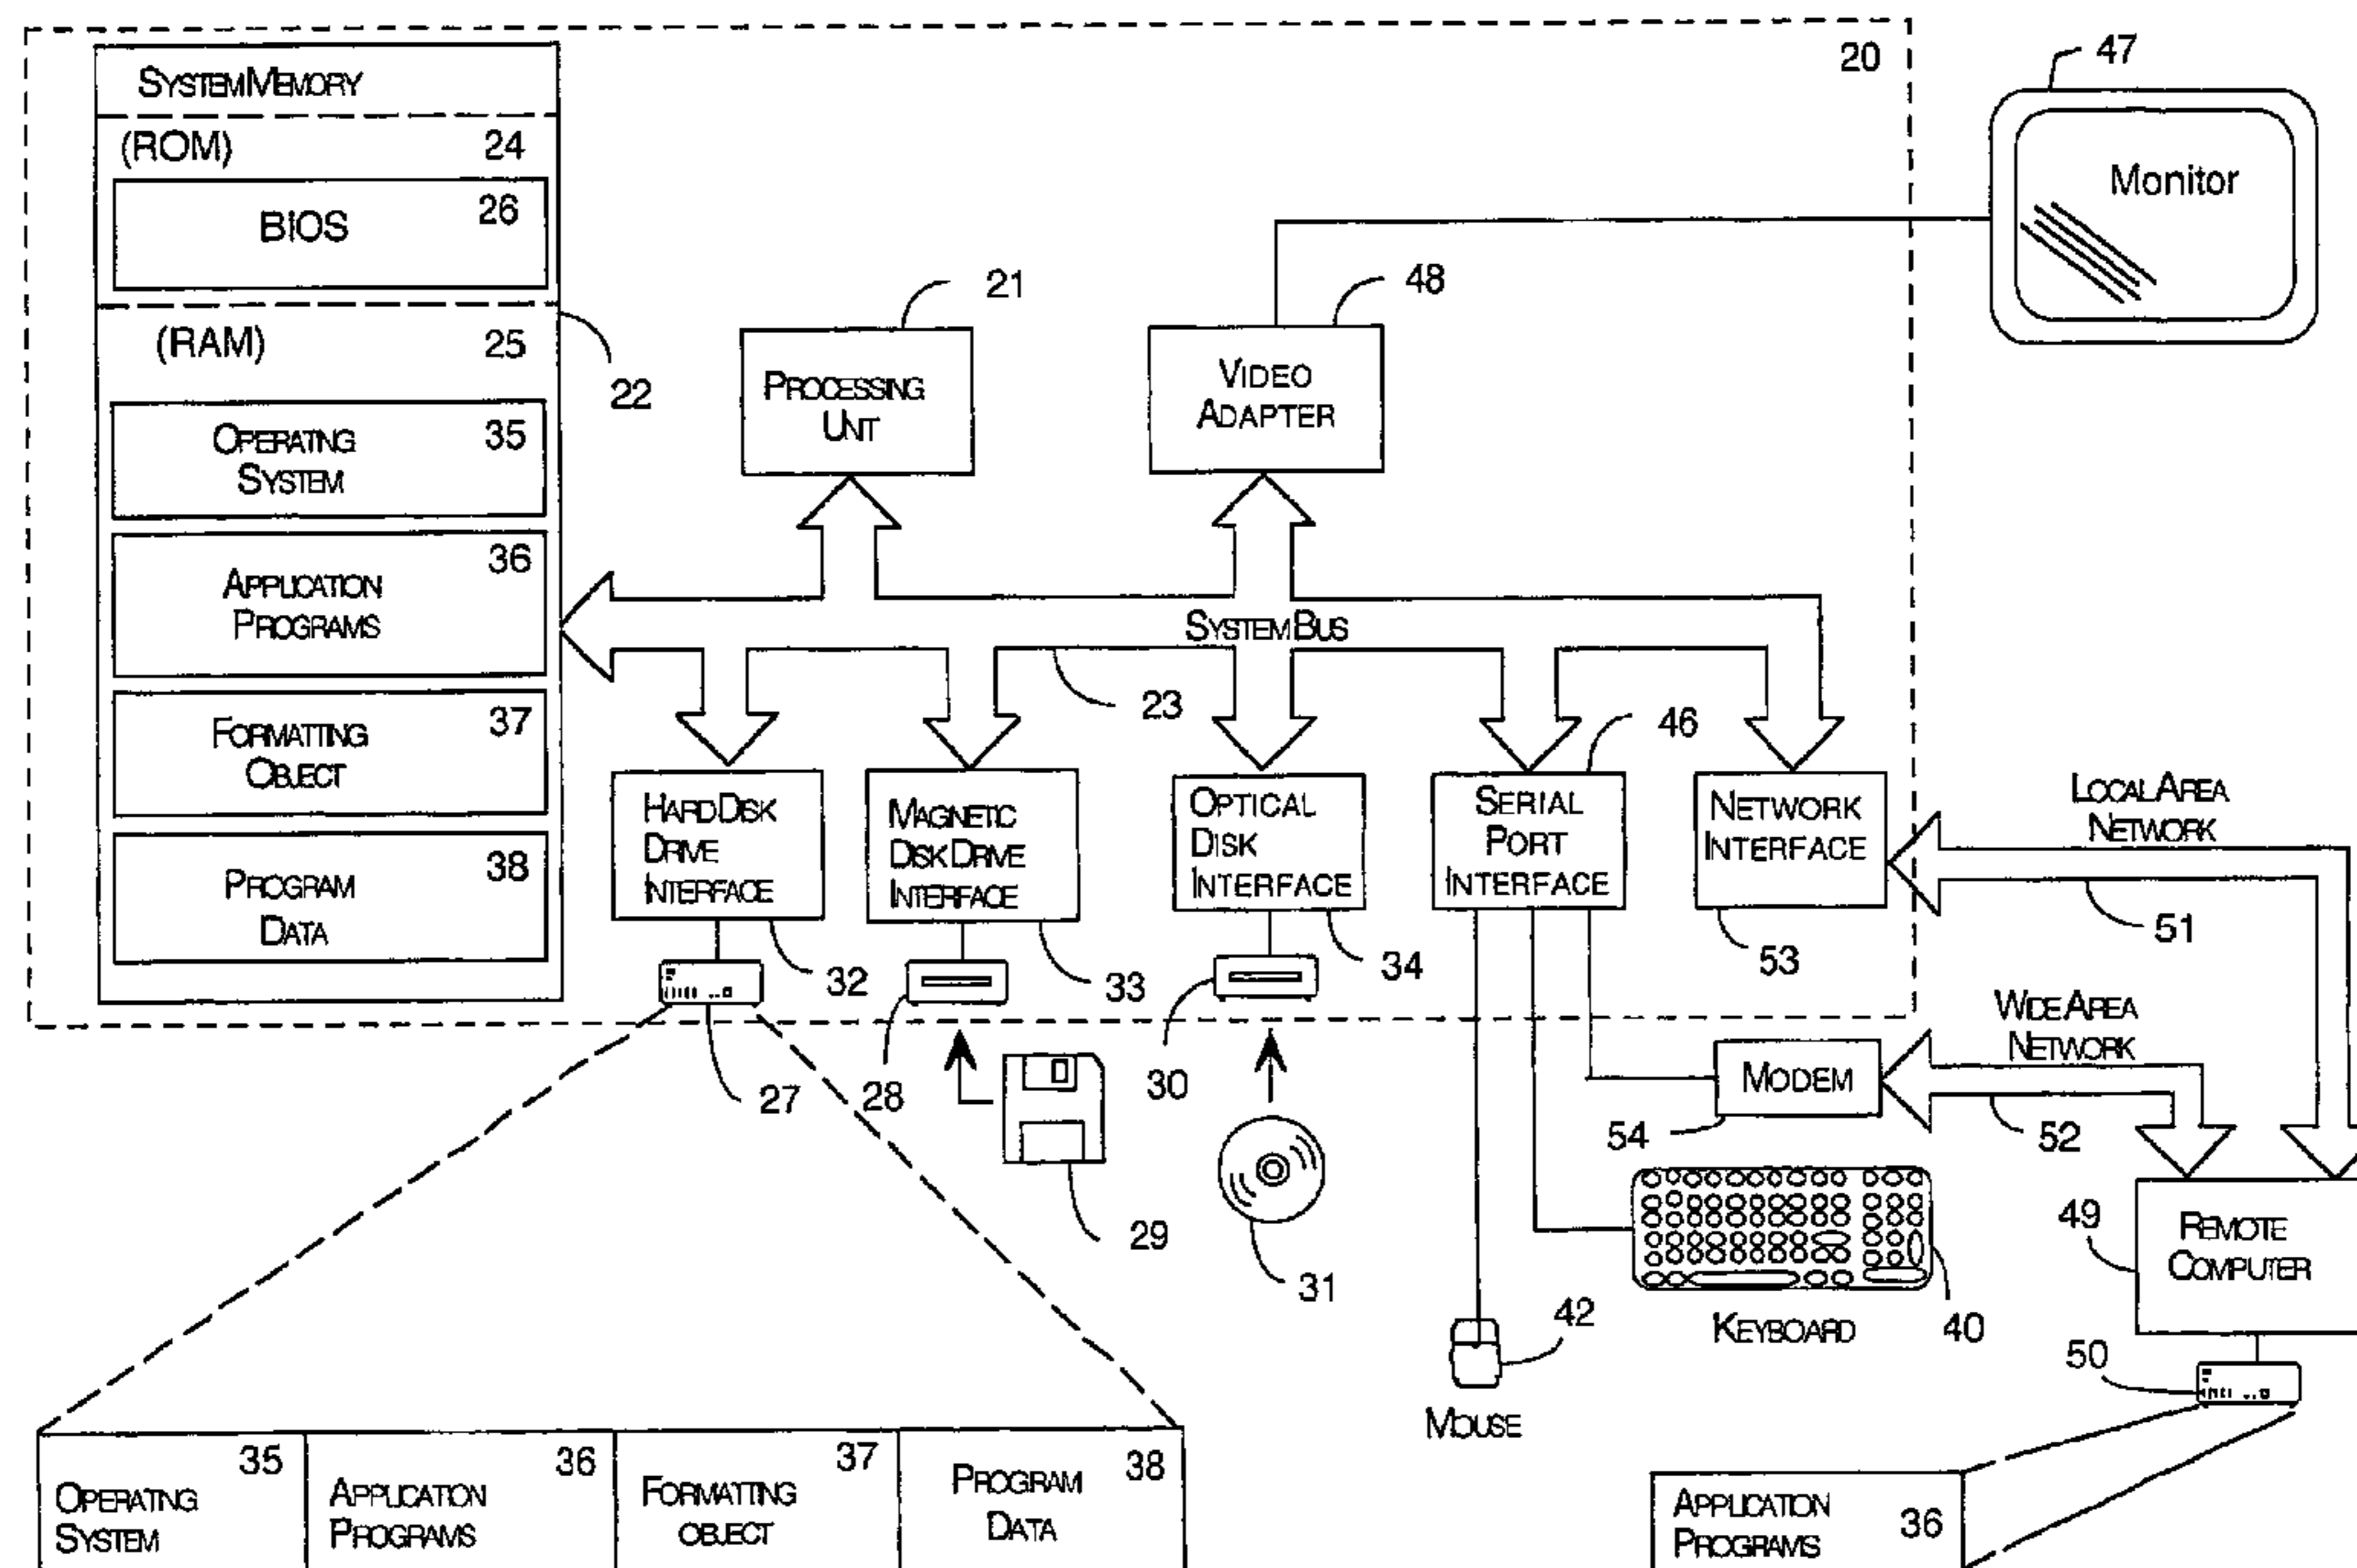 20
47
SYSTEM MEMORY
(ROM) 24
BIOS 26
Monitor
(RAM) 25
22
21
48
PROCESSING
UNIT
VIDEO
ADAPTER
OPERATING
SYSTEM
35
APPLICATION
PROGRAMS
36
SYSTEM BUS
23
46
FORMATTING
OBJECT
37
PROGRAM
DATA
38
HARD DISK
DRIVE
INTERFACE
MAGNETIC
DISK DRIVE
INTERFACE
OPTICAL
DISK
INTERFACE
SERIAL
PORT
INTERFACE
NETWORK
INTERFACE
LOCAL AREA
NETWORK
51
32
33
34
53
WIDE AREA
NETWORK
27
28
30
MODEM
54
52
29
31
49
REMOTE
COMPUTER
42
KEYBOARD
40
50
MOUSE
OPERATING
SYSTEM
35
APPLICATION
PROGRAMS
36
FORMATTING
OBJECT
37
PROGRAM
DATA
38
APPLICATION
PROGRAMS
36